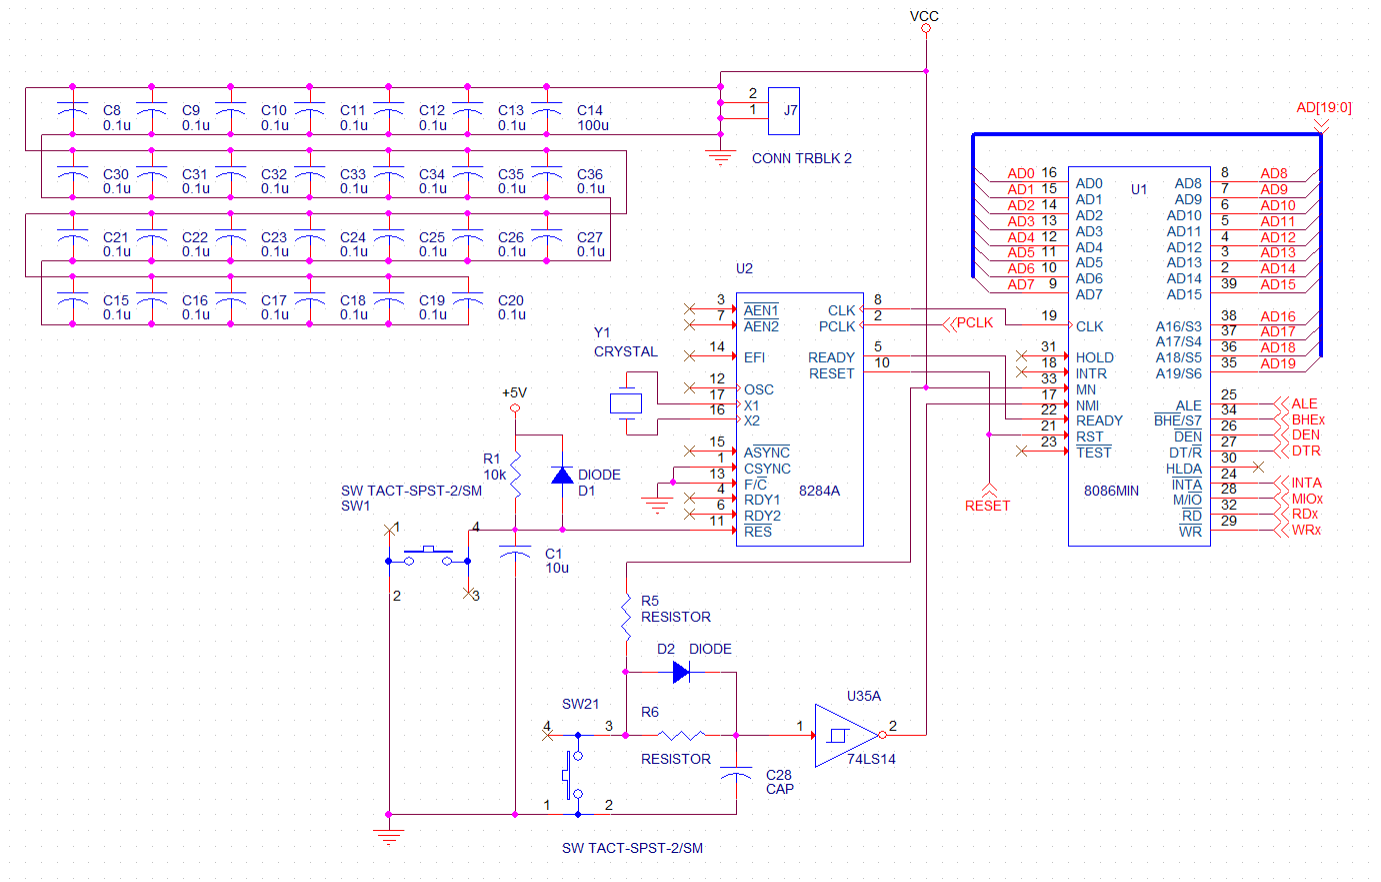 VCC
C8
0.1u
C9
0.1u
C10
0.1u
C11
0.1u
C12
0.1u
C13
0.1u
C14
100u
2
1
J7
CONN TRBLK 2
C30
0.1u
C31
0.1u
C32
0.1u
C33
0.1u
C34
0.1u
C35
0.1u
C36
0.1u
C21
0.1u
C22
0.1u
C23
0.1u
C24
0.1u
C25
0.1u
C26
0.1u
C27
0.1u
C15
0.1u
C16
0.1u
C17
0.1u
C18
0.1u
C19
0.1u
C20
0.1u
AD[19:0]
U1
AD0 16 AD0
AD1 15 AD1
AD2 14 AD2
AD3 13 AD3
AD4 12 AD4
AD5 11 AD5
AD6 10 AD6
AD7 9 AD7
19 CLK
31 HOLD
18 INTR
33 MN
17 NMI
22 READY
21 RST
23 TEST
AD8 8 AD8
AD9 7 AD9
AD10 6 AD10
AD11 5 AD11
AD12 4 AD12
AD13 3 AD13
AD14 2 AD14
AD15 39 AD15
A16/S3 38 AD16
A17/S4 37 AD17
A18/S5 36 AD18
A19/S6 35 AD19
ALE 25 ALE
BHE/S7 34 BHEx
DEN 26 DEN
DT/R 27 DTR
HLDA 30
INTA 24 INTA
M/IO 28 MIOx
RD 32 RDx
WR 29 WRx
8086MIN
RESET
U2
3 AEN1
7 AEN2
14 EFI
12 OSC
17 X1
16 X2
15 ASYNC
1 CSYNC
13 F/C
4 RDY1
6 RDY2
11 RES
CLK 8
PCLK 2 PCLK
READY 5
RESET 10
8284A
Y1
CRYSTAL
+5V
R1
10k
DIODE
D1
SW TACT-SPST-2/SM
SW1
1
4
2
3
C1
10u
R5
RESISTOR
D2 DIODE
SW21
4
3
R6
RESISTOR
1
2
C28
CAP
U35A
1
2
74LS14
SW TACT-SPST-2/SM